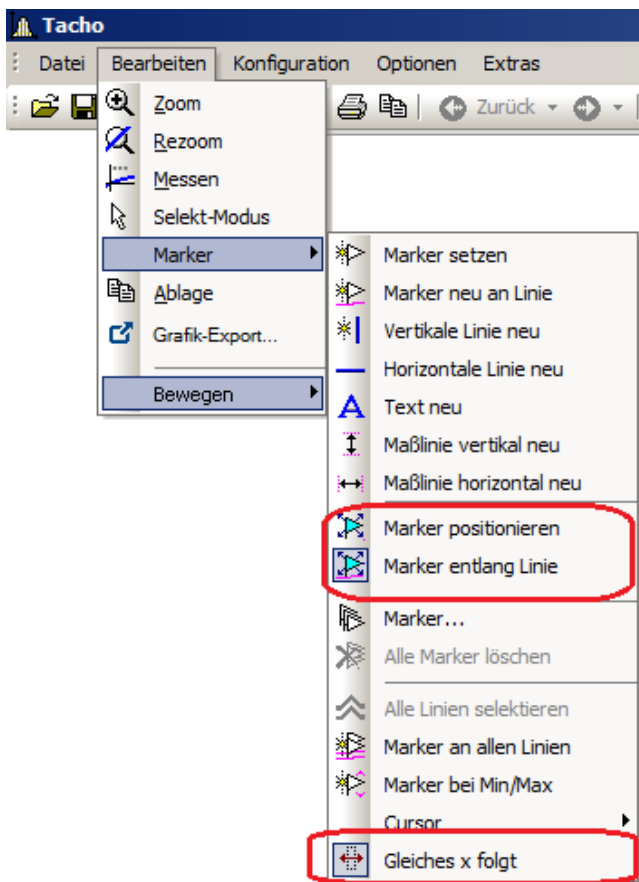 Tacho
Datei Bearbeiten Konfiguration Optionen Extras
Zurück
Zoom
Rezoom
Messen
Selekt-Modus
Marker
Ablage
Grafik-Export...
Bewegen
Marker setzen
Marker neu an Linie
Vertikale Linie neu
Horizontale Linie neu
Text neu
Maßlinie vertikal neu
Maßlinie horizontal neu
Marker positionieren
Marker entlang Linie
Marker...
Alle Marker löschen
Alle Linien selektieren
Marker an allen Linien
Marker bei Min/Max
Cursor
Gleiches x folgt